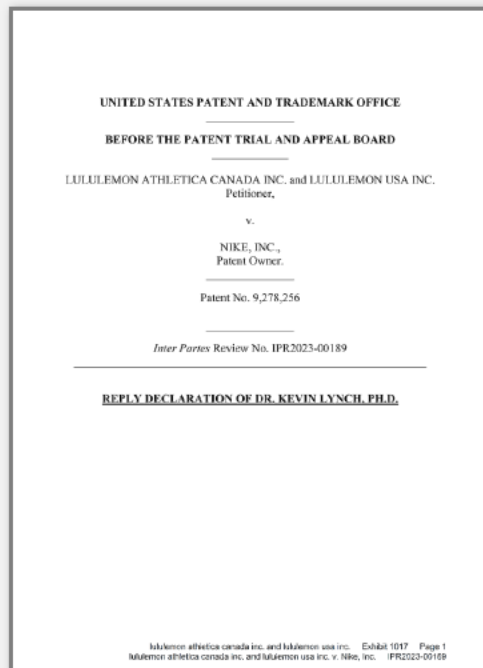 UNITED STATES PATENT AND TRADEMARK OFFICE
BEFORE THE PATENT TRIAL AND APPEAL BOARD
LULULEMON ATHLETICA CANADA INC. and LULULEMON USA INC.
Petitioner,
v.
NIKE, INC.,
Patent Owner.
Patent No. 9,278,256
Inter Partes Review No. IPR2023-00189
REPLY DECLARATION OF DR. KEVIN LYNCH, PH.D.
lululemon athletica canada inc. and lululemon usa inc. Exhibit 1017 Page 1
lululemon athletica canada inc. and lululemon usa inc. v. Nike, Inc. IPR2023-00189